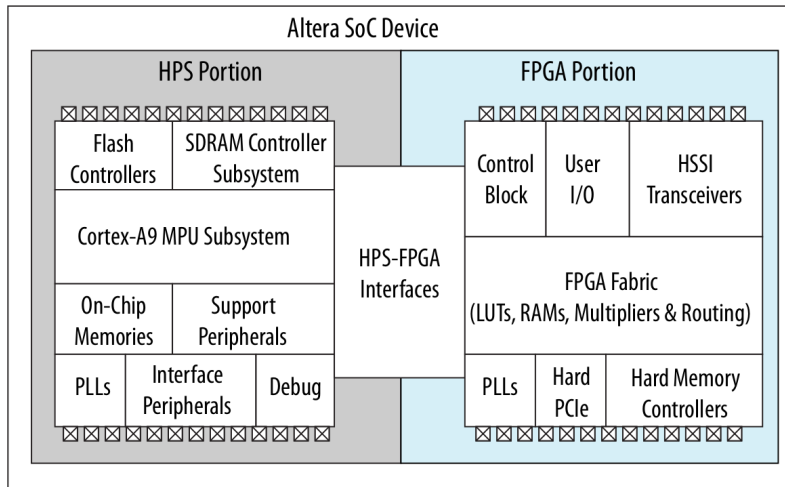 Altera SoC Device
HPS Portion
FPGA Portion
Flash
Controllers
SDRAM Controller
Subsystem
Cortex-A9 MPU Subsystem
On-Chip
Memories
Support
Peripherals
PLLs
Interface
Peripherals
Debug
HPS-FPGA
Interfaces
Control
Block
User
I/O
HSSI
Transceivers
FPGA Fabric
(LUTs, RAMs, Multipliers & Routing)
PLLs
Hard
PCIe
Hard Memory
Controllers